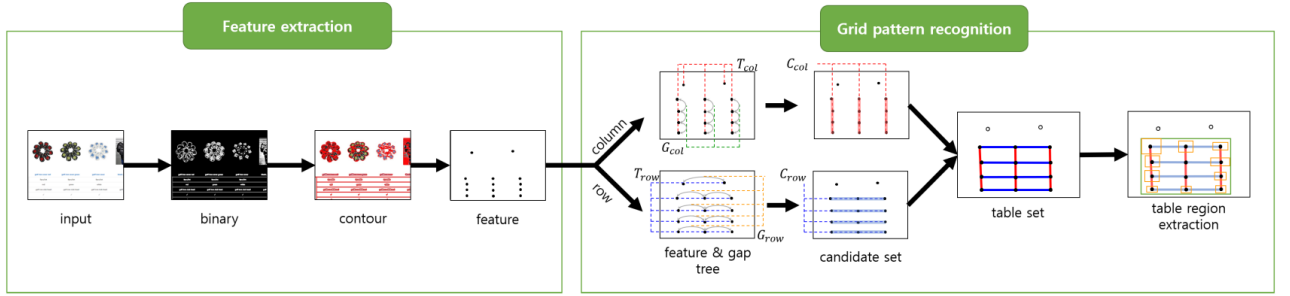 Feature extraction
Grid pattern recognition
input
binary
contour
feature
column
row
T_col
G_col
C_col
T_row
G_row
C_row
feature & gap
tree
candidate set
table set
table region
extraction